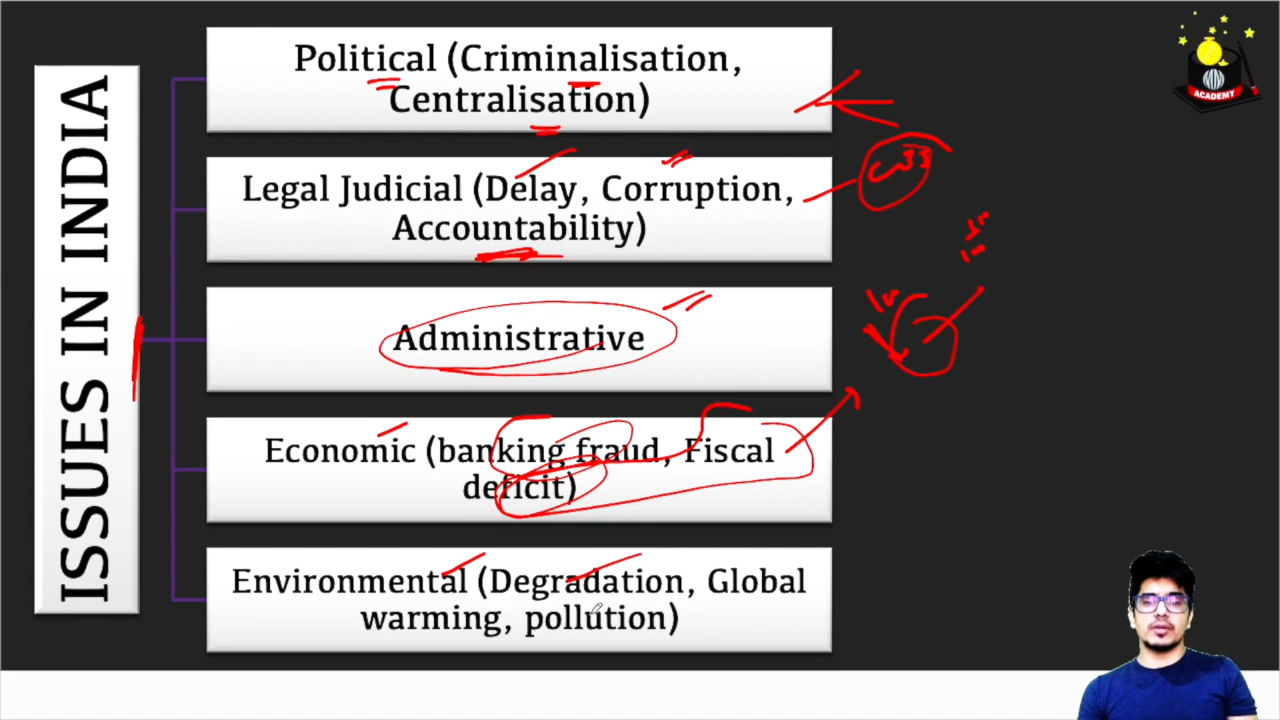 ISSUES IN INDIA
Political (Criminalisation,
Centralisation)
Legal Judicial (Delay, Corruption,
Accountability)
Administrative
Economic (banking fraud, Fiscal
deficit)
Environmental (Degradation, Global
warming, pollution)
ACADEMY